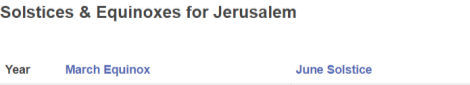 Solstices & Equinoxes for Jerusalem
Year March Equinox June Solstice